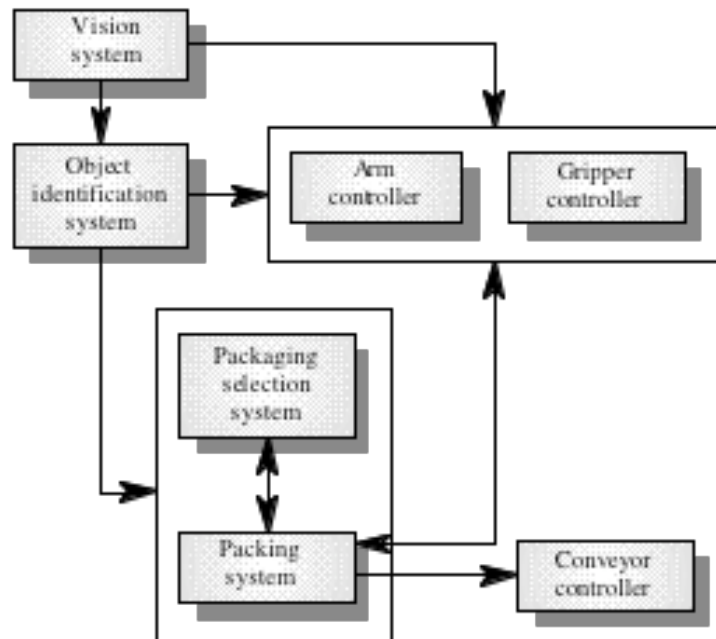 Vision
system
Object
identification
system
Arm
controller
Gripper
controller
Packaging
selection
system
Packing
system
Conveyor
controller